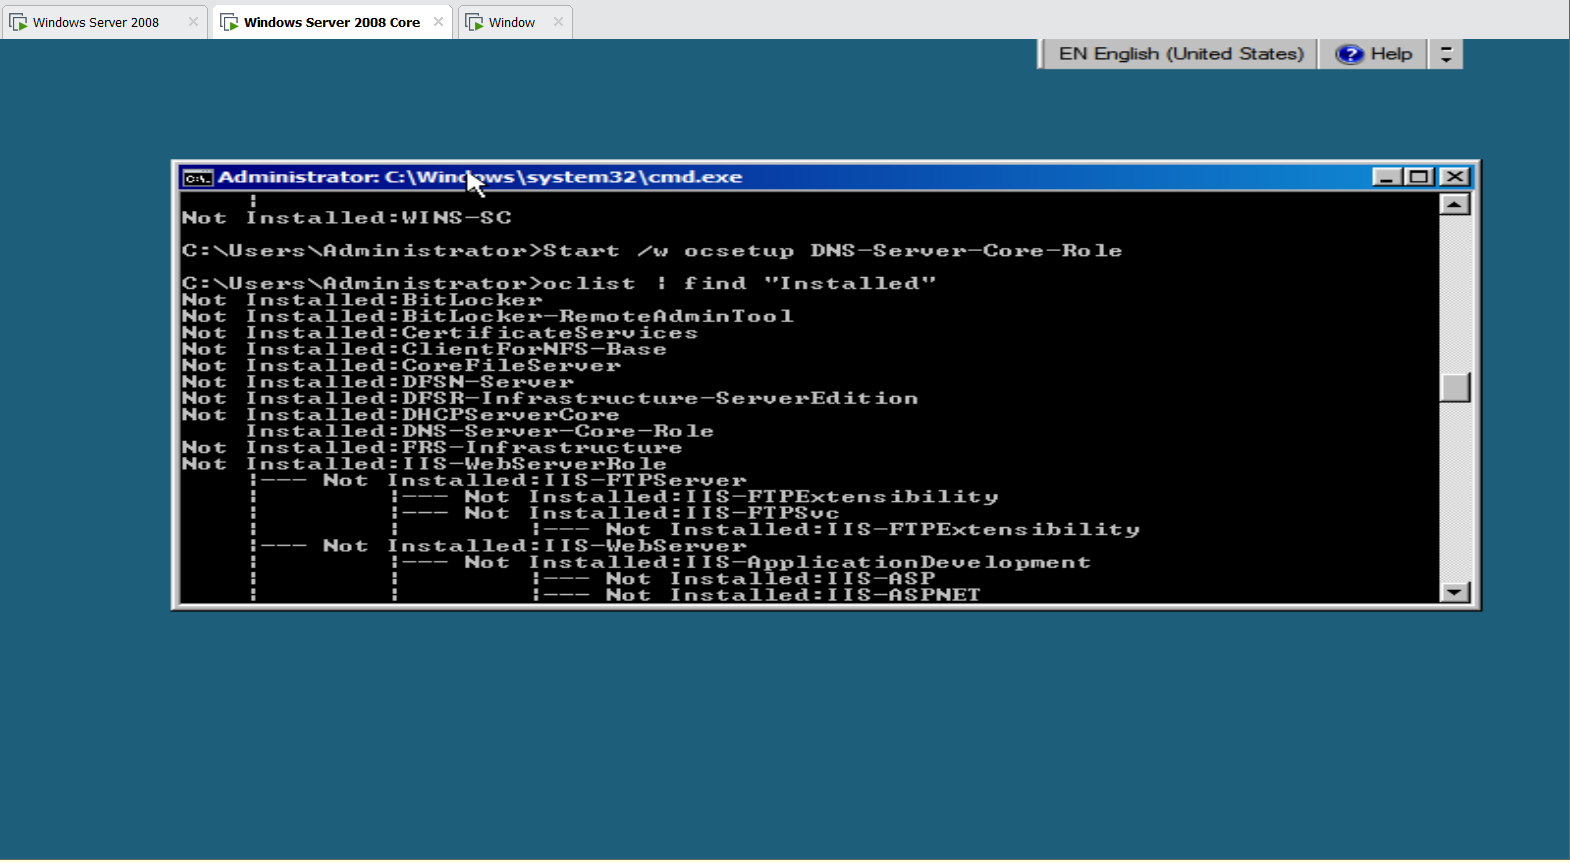 Windows Server 2008
Windows Server 2008 Core
Window
EN English (United States)
Help
Administrator: C:\Windows\system32\cmd.exe
Not Installed:WINS-SC
C:\Users\Administrator>Start /w ocsetup DNS-Server-Core-Role
C:\Users\Administrator>oclist | find "Installed"
Not Installed:BitLocker
Not Installed:BitLocker-RemoteAdminTool
Not Installed:CertificateServices
Not Installed:ClientForNFS-Base
Not Installed:CoreFileServer
Not Installed:DFSN-Server
Not Installed:DFSR-Infrastructure-ServerEdition
Not Installed:DHCPServerCore
Installed:DNS-Server-Core-Role
Not Installed:FRS-Infrastructure
Not Installed:IIS-WebServerRole
|--- Not Installed:IIS-FTPServer
| |--- Not Installed:IIS-FTPExtensibility
| |--- Not Installed:IIS-FTPSvc
| | |--- Not Installed:IIS-FTPExtensibility
|--- Not Installed:IIS-WebServer
| |--- Not Installed:IIS-ApplicationDevelopment
| | |--- Not Installed:IIS-ASP
| | |--- Not Installed:IIS-ASPNET